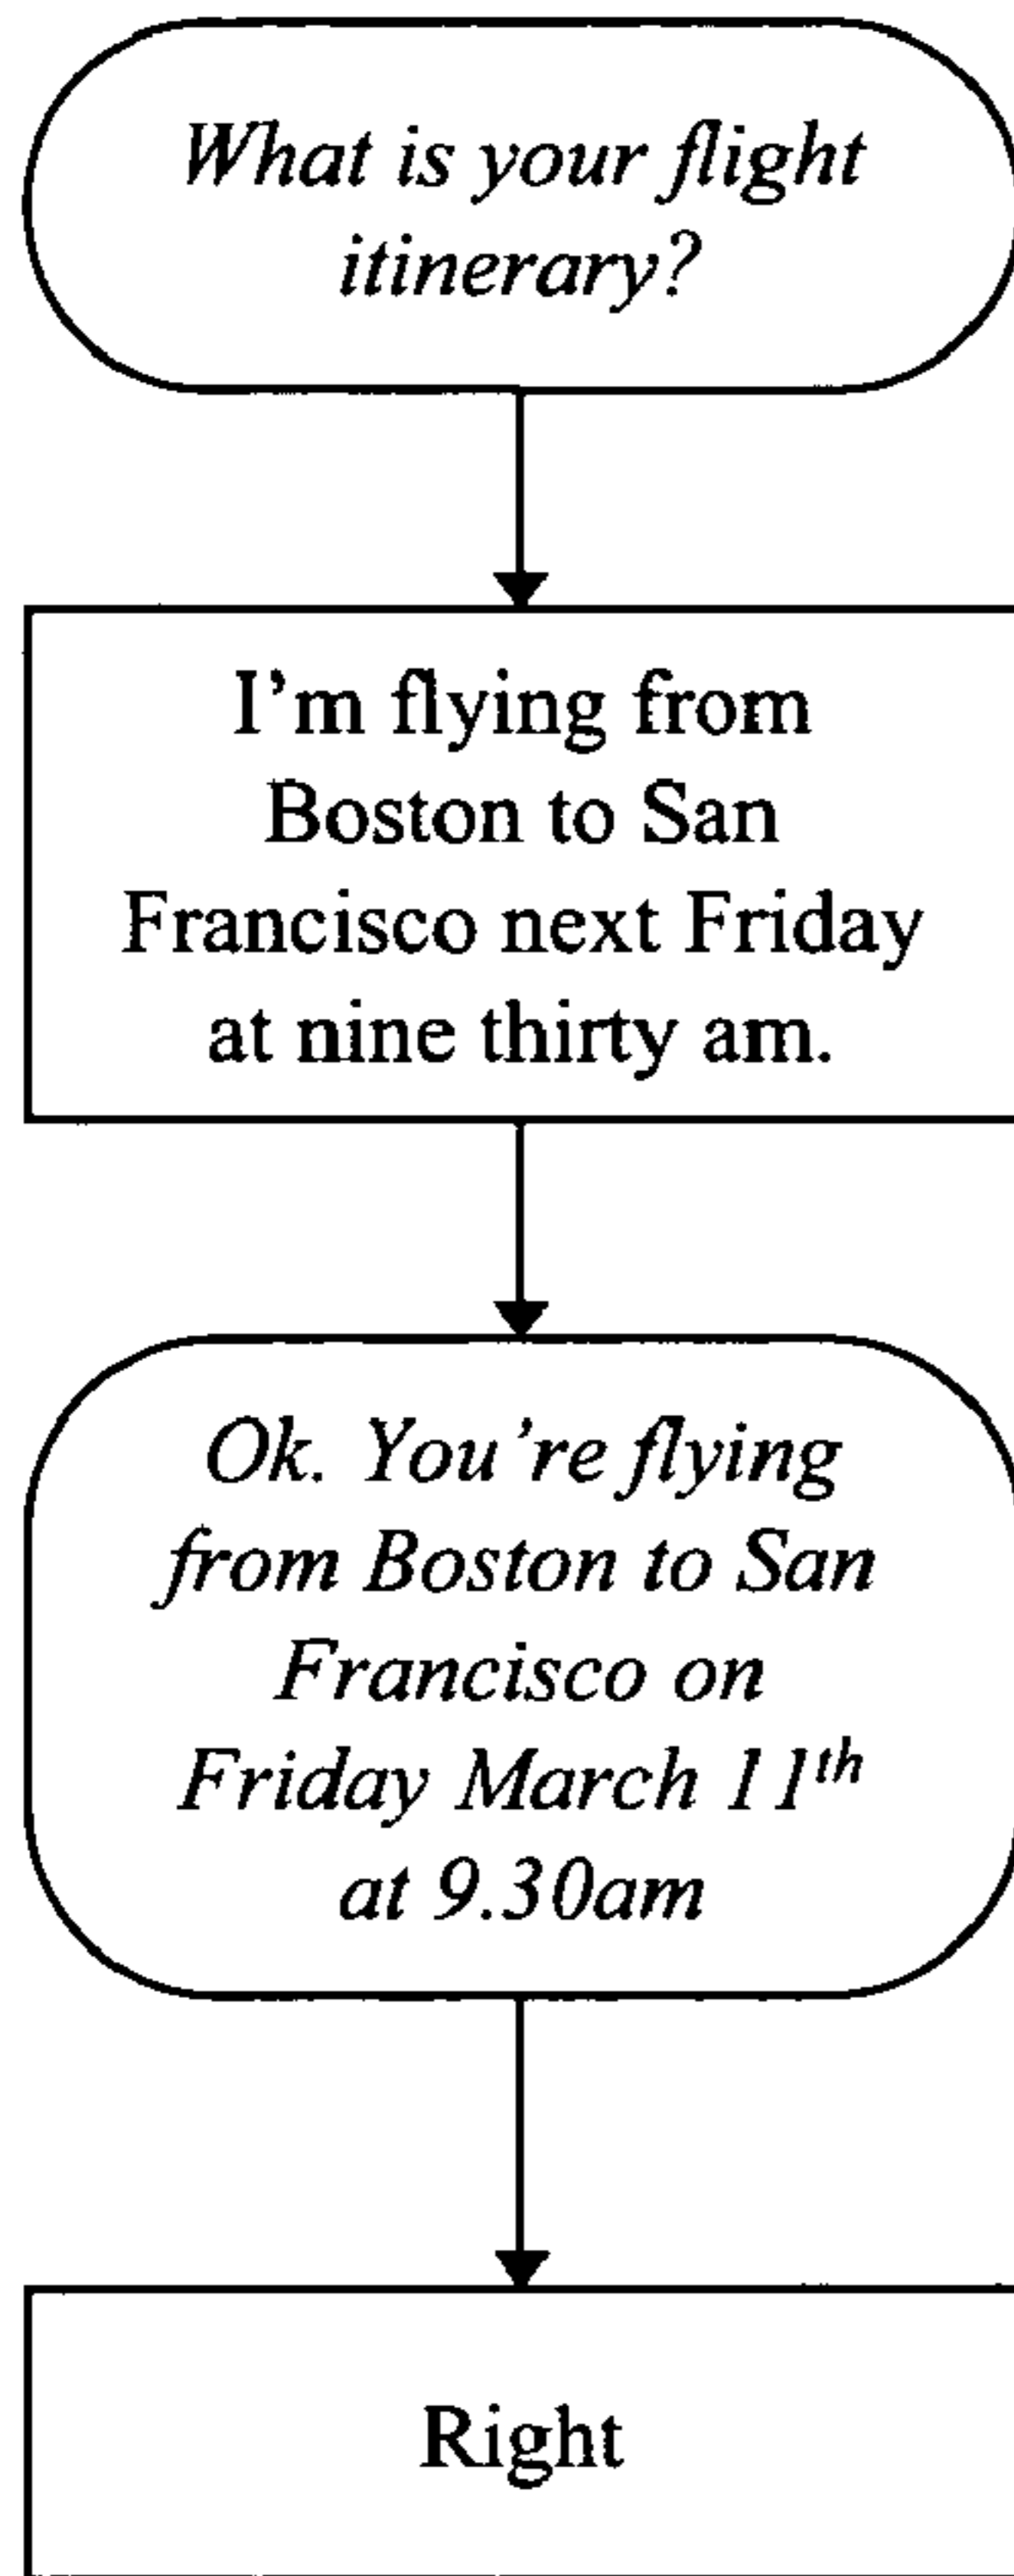 What is your flight
itinerary?
I'm flying from
Boston to San
Francisco next Friday
at nine thirty am.
Ok. You're flying
from Boston to San
Francisco on
Friday March 11th
at 9.30am
Right